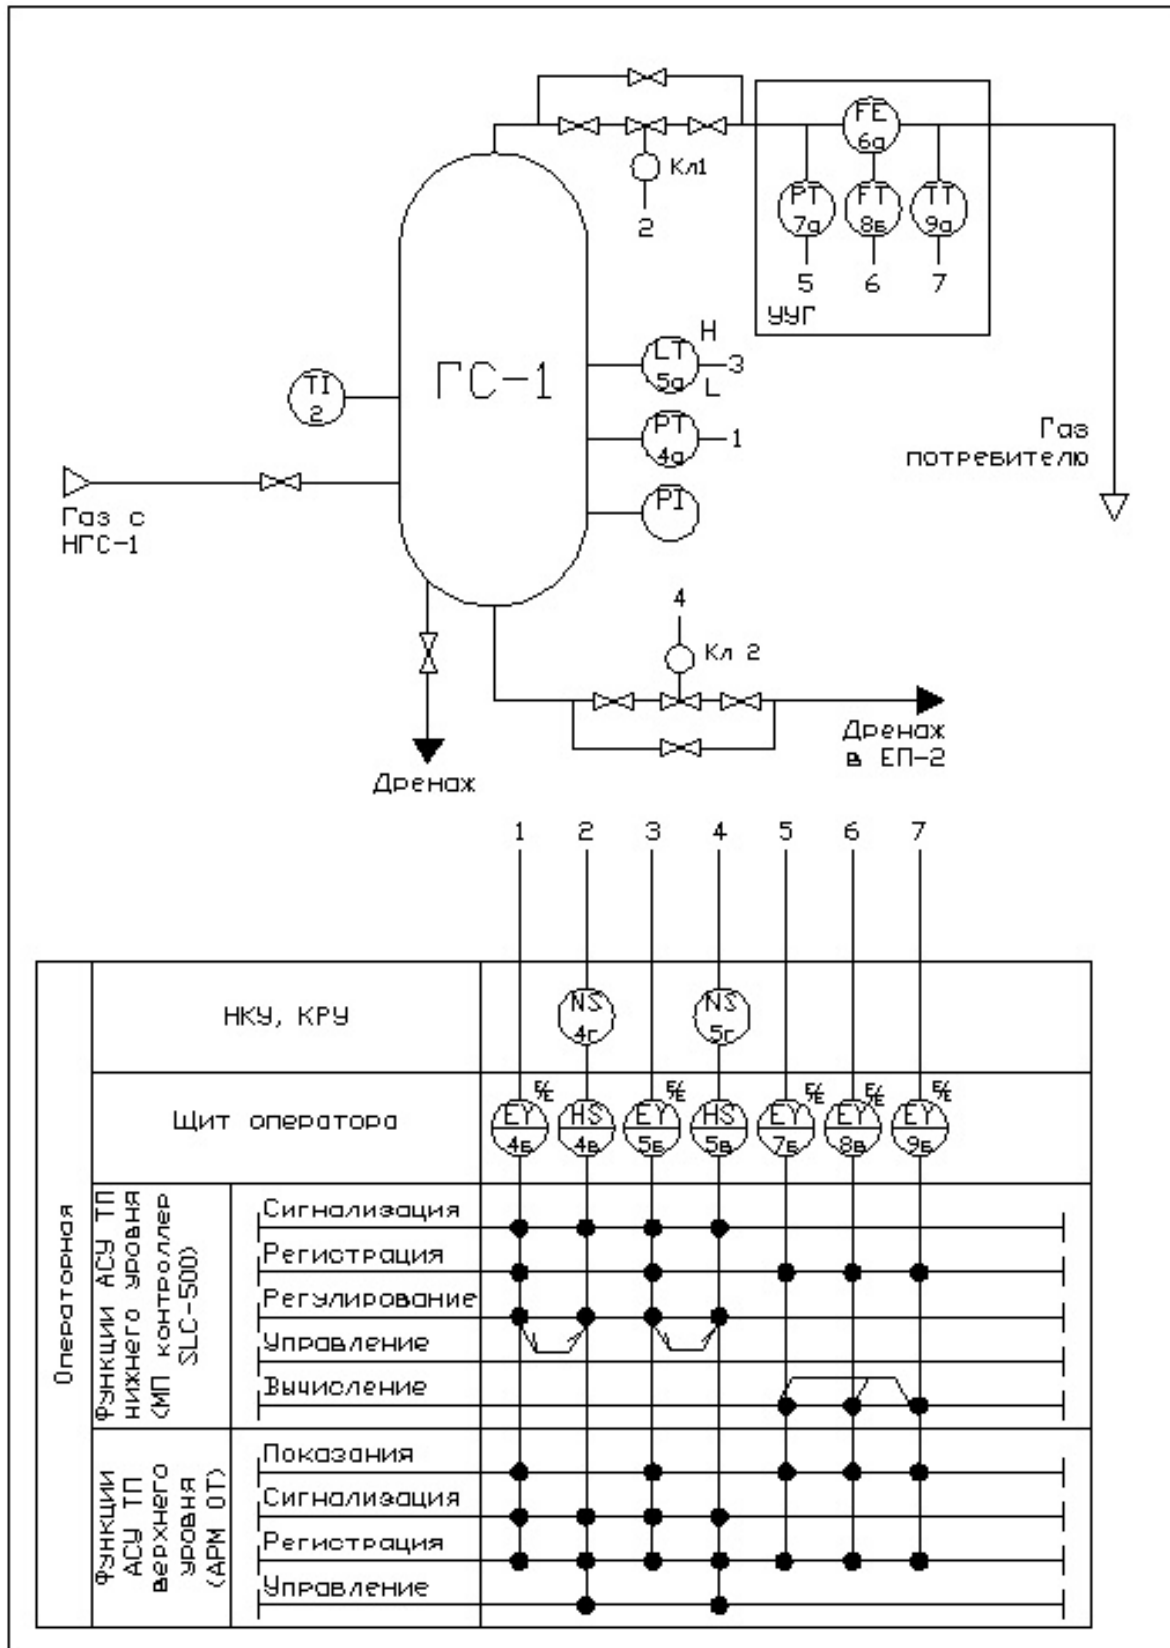 FE
6а
Кл1
2
PT
7а
FT
8б
TT
9а
5
6
7
УУГ
H
LT
5а
3
L
ГС-1
TI
2
PT
4а
1
Газ
потребителю
PI
Газ с
НГС-1
4
Кл 2
Дренаж
в ЕП-2
Дренаж
1 2 3 4 5 6 7
Операторная
НКУ, КРУ
NS
4г
NS
5г
Щит оператора
E/E E/E E/E E/E E/E
EY HS EY HS EY EY EY
4б 4в 5б 5в 7б 8в 9б
Функции АСУ ТП
нижнего уровня
(МП контроллер
SLC-500)
Сигнализация
Регистрация
Регулирование
Управление
Вычисление
Функции
АСУ ТП
верхнего
уровня
(АРМ ОТ)
Показания
Сигнализация
Регистрация
Управление